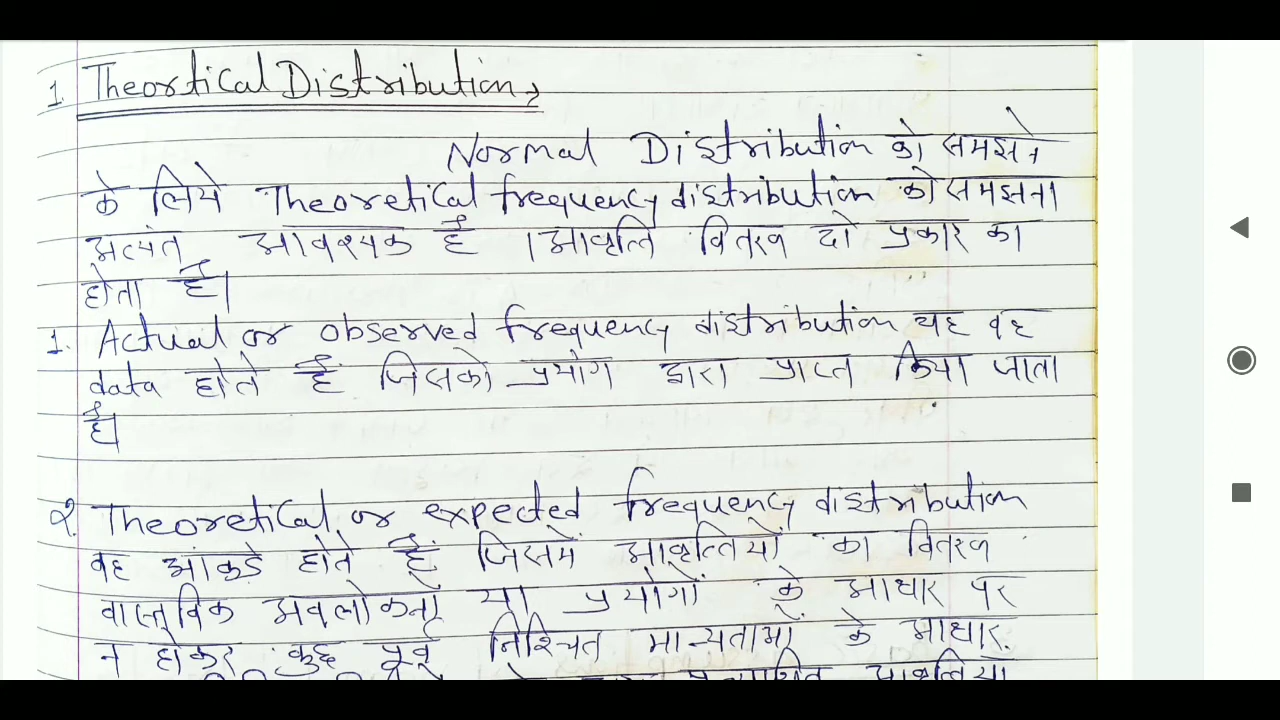 1. Theortical Distribution,
Normal Distribution को समझने
के लिये Theoretical frequency distribution को समझना
अत्यंत आवश्यक है। आवृत्ति वितरण दो प्रकार का
होता है।
1. Actual or observed frequency distribution यह वह
data होते है जिसको प्रयोग द्वारा प्राप्त किया जाता
है।
२. Theoretical or expected frequency distribution
वह आंकडे होते हैं जिसमें आवृत्तियों का वितरण
वास्तविक अवलोकनों या प्रयोगों के आधार पर
न होकर कुछ पूर्व निश्चित मान्यताओं के आधार
आवृत्तियो